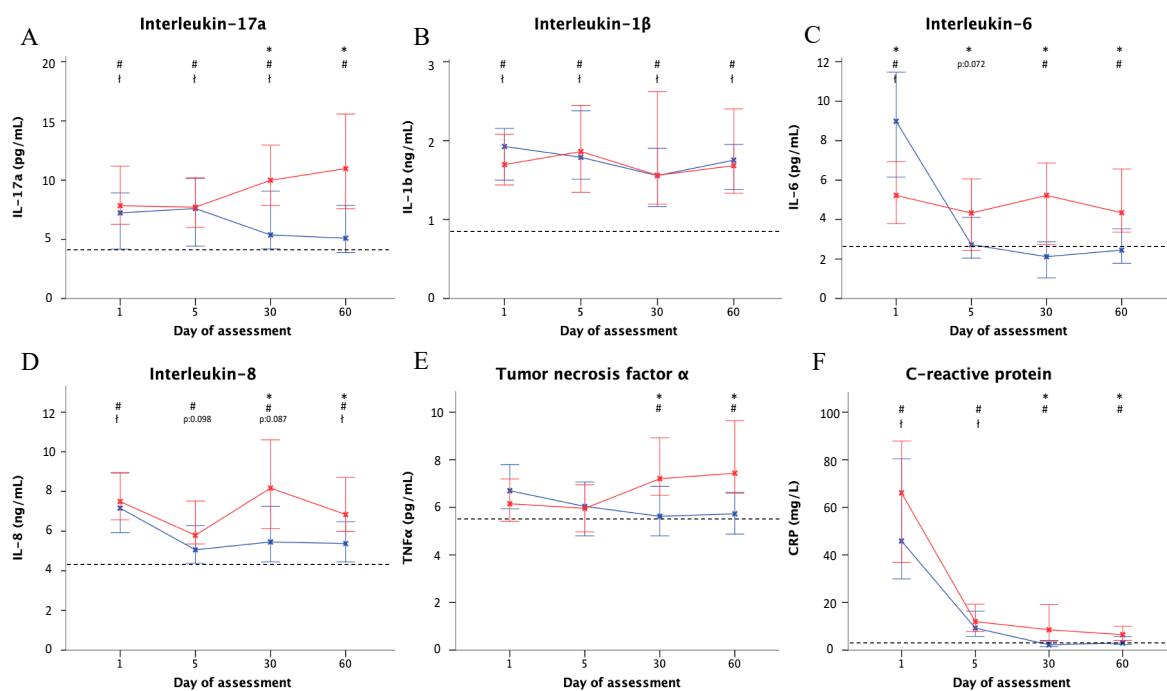 A
Interleukin-17a
#
#
*
*
ƚ
ƚ
#
#
ƚ
20
15
10
5
0
IL-17a (pg/mL)
1
5
30
60
Day of assessment
B
Interleukin-1β
#
#
#
#
ƚ
ƚ
ƚ
ƚ
3
2
1
0
IL-1b (ng/mL)
1
5
30
60
Day of assessment
C
Interleukin-6
*
*
*
*
#
p:0.072
#
#
ƚ
12
10
8
6
4
2
0
IL-6 (pg/mL)
1
5
30
60
Day of assessment
D
Interleukin-8
*
*
#
#
#
#
ƚ
p:0.098
p:0.087
ƚ
12
10
8
6
4
2
0
IL-8 (ng/mL)
1
5
30
60
Day of assessment
E
Tumor necrosis factor α
*
*
#
#
10
8
6
4
2
0
TNFα (pg/mL)
1
5
30
60
Day of assessment
F
C-reactive protein
*
*
#
#
#
#
ƚ
ƚ
100
80
60
40
20
0
CRP (mg/L)
1
5
30
60
Day of assessment